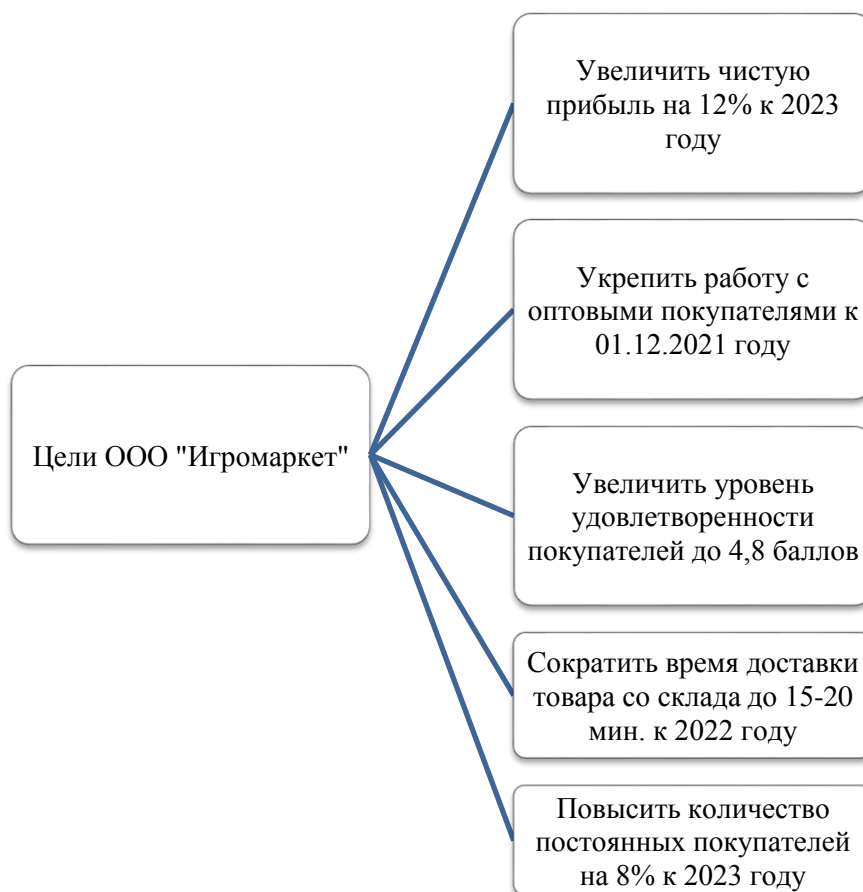 Увеличить чистую
прибыль на 12% к 2023
году
Укрепить работу с
оптовыми покупателями к
01.12.2021 году
Цели ООО "Игромаркет"
Увеличить уровень
удовлетворенности
покупателей до 4,8 баллов
Сократить время доставки
товара со склада до 15-20
мин. к 2022 году
Повысить количество
постоянных покупателей
на 8% к 2023 году